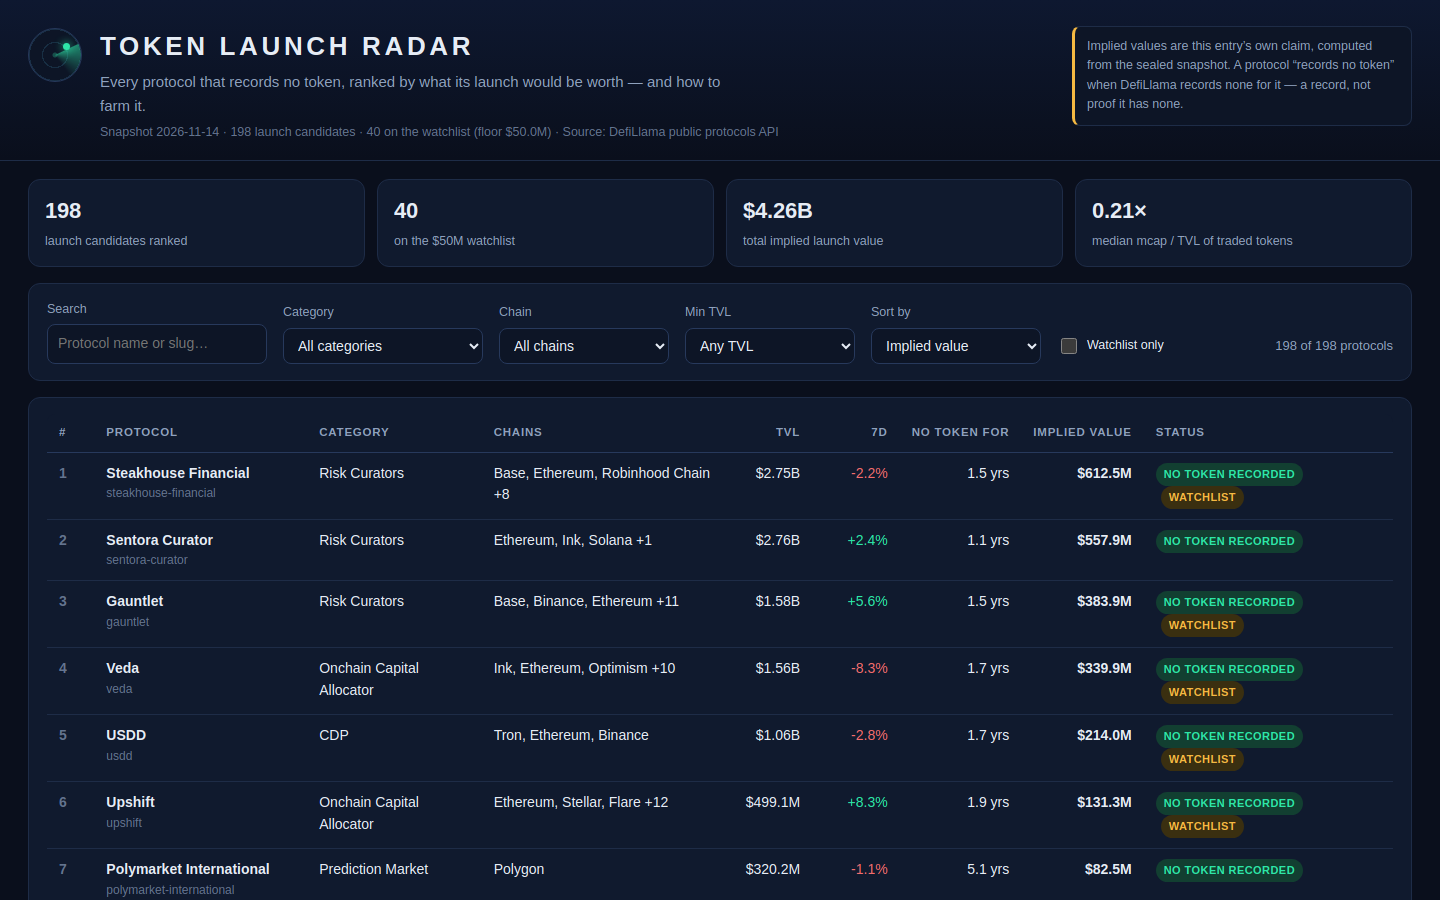 TOKEN LAUNCH RADAR
Every protocol that records no token, ranked by what its launch would be worth — and how to
farm it.
Snapshot 2026-11-14 · 198 launch candidates · 40 on the watchlist (floor $50.0M) · Source: DefiLlama public protocols API
Implied values are this entry’s own claim, computed
from the sealed snapshot. A protocol “records no token”
when DefiLlama records none for it — a record, not
proof it has none.
198
launch candidates ranked
40
on the $50M watchlist
$4.26B
total implied launch value
0.21×
median mcap / TVL of traded tokens
Search
Protocol name or slug…
Category
All categories
Chain
All chains
Min TVL
Any TVL
Sort by
Implied value
Watchlist only
198 of 198 protocols
# PROTOCOL CATEGORY CHAINS TVL 7D NO TOKEN FOR IMPLIED VALUE STATUS
1 Steakhouse Financial Risk Curators Base, Ethereum, Robinhood Chain $2.75B -2.2% 1.5 yrs $612.5M NO TOKEN RECORDED
steakhouse-financial +8 WATCHLIST
2 Sentora Curator Risk Curators Ethereum, Ink, Solana +1 $2.76B +2.4% 1.1 yrs $557.9M NO TOKEN RECORDED
sentora-curator
3 Gauntlet Risk Curators Base, Binance, Ethereum +11 $1.58B +5.6% 1.5 yrs $383.9M NO TOKEN RECORDED
gauntlet WATCHLIST
4 Veda Onchain Capital Ink, Ethereum, Optimism +10 $1.56B -8.3% 1.7 yrs $339.9M NO TOKEN RECORDED
veda Allocator WATCHLIST
5 USDD CDP Tron, Ethereum, Binance $1.06B -2.8% 1.7 yrs $214.0M NO TOKEN RECORDED
usdd WATCHLIST
6 Upshift Onchain Capital Ethereum, Stellar, Flare +12 $499.1M +8.3% 1.9 yrs $131.3M NO TOKEN RECORDED
upshift Allocator WATCHLIST
7 Polymarket International Prediction Market Polygon $320.2M -1.1% 5.1 yrs $82.5M NO TOKEN RECORDED
polymarket-international